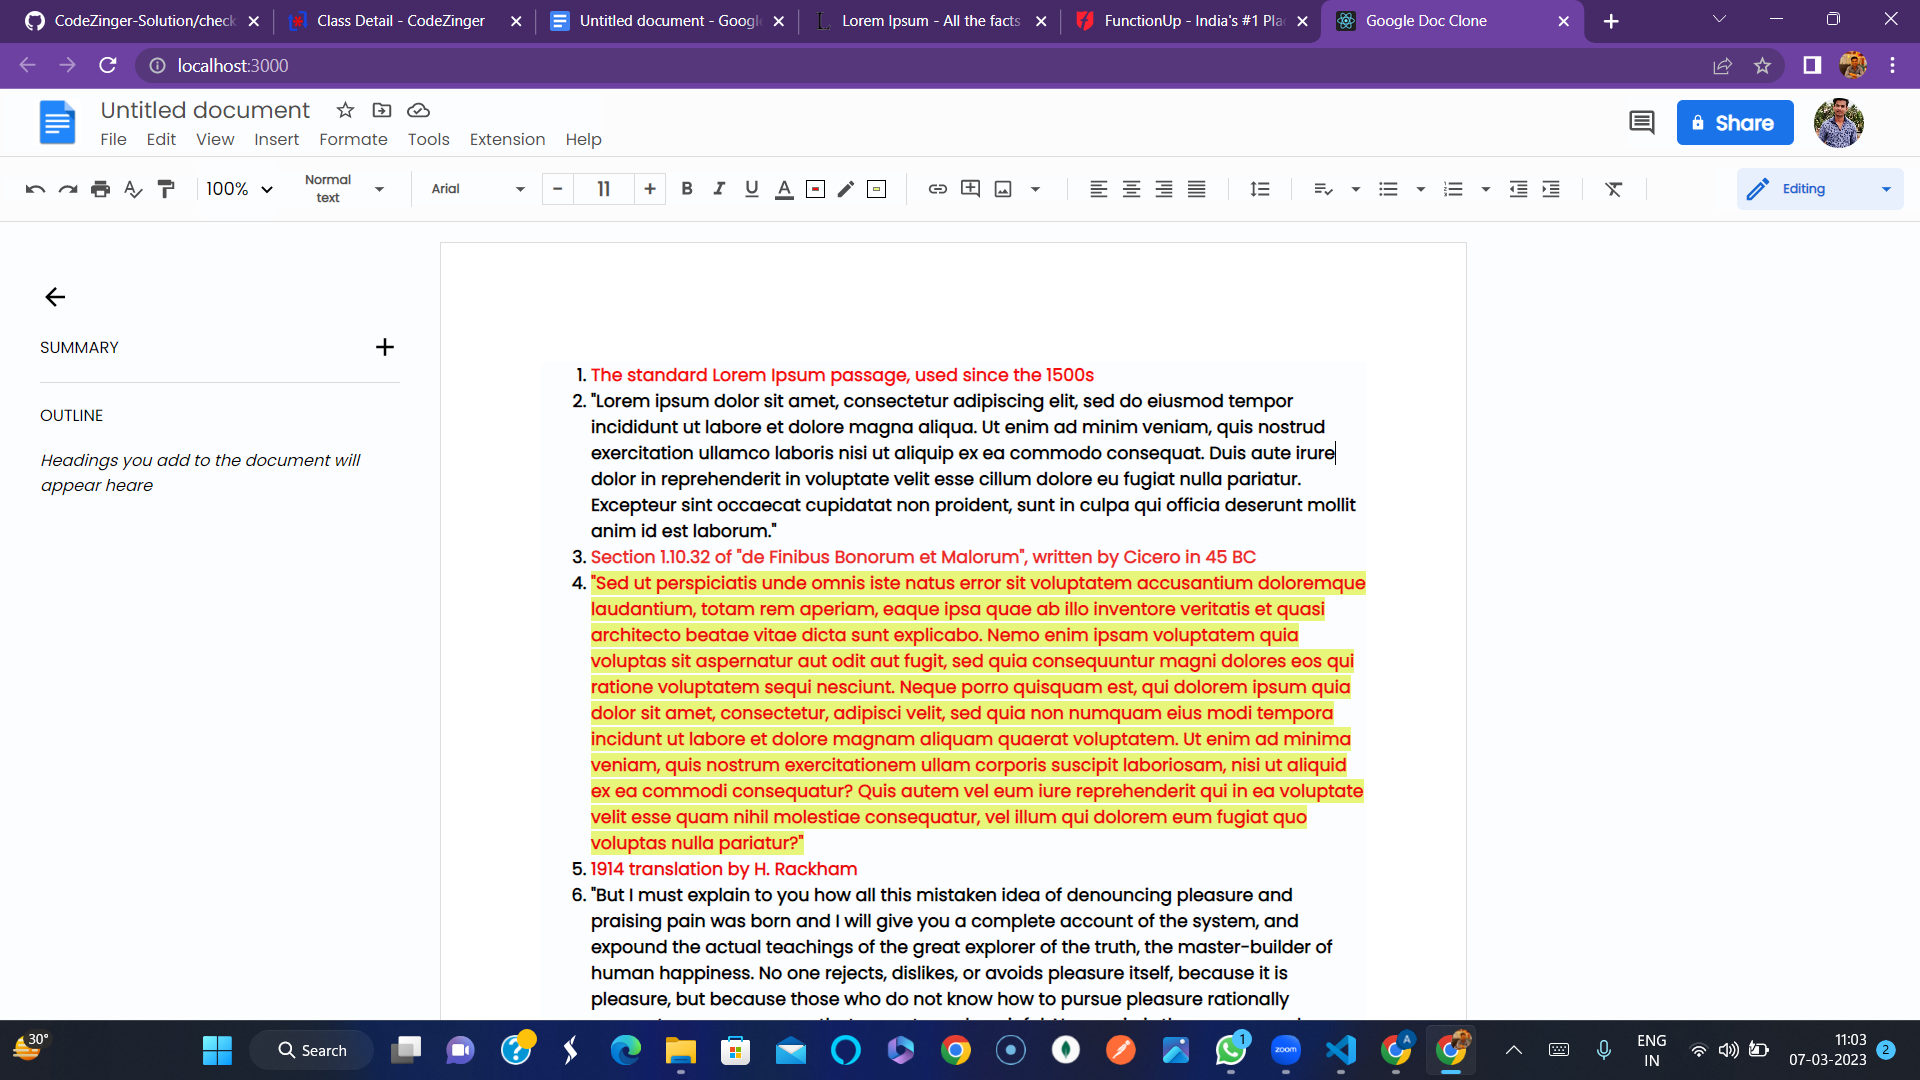 CodeZinger-Solution/check
Class Detail - CodeZinger
Untitled document - Google
Lorem Ipsum - All the facts
FunctionUp - India's #1 Pla
Google Doc Clone
localhost:3000
Untitled document
File Edit View Insert Formate Tools Extension Help
Share
100%
Normal
text
Arial
11
B I U A
Editing
SUMMARY
OUTLINE
Headings you add to the document will
appear heare
1. The standard Lorem Ipsum passage, used since the 1500s
2. "Lorem ipsum dolor sit amet, consectetur adipiscing elit, sed do eiusmod tempor
incididunt ut labore et dolore magna aliqua. Ut enim ad minim veniam, quis nostrud
exercitation ullamco laboris nisi ut aliquip ex ea commodo consequat. Duis aute irure
dolor in reprehenderit in voluptate velit esse cillum dolore eu fugiat nulla pariatur.
Excepteur sint occaecat cupidatat non proident, sunt in culpa qui officia deserunt mollit
anim id est laborum."
3. Section 1.10.32 of "de Finibus Bonorum et Malorum", written by Cicero in 45 BC
4. "Sed ut perspiciatis unde omnis iste natus error sit voluptatem accusantium doloremque
laudantium, totam rem aperiam, eaque ipsa quae ab illo inventore veritatis et quasi
architecto beatae vitae dicta sunt explicabo. Nemo enim ipsam voluptatem quia
voluptas sit aspernatur aut odit aut fugit, sed quia consequuntur magni dolores eos qui
ratione voluptatem sequi nesciunt. Neque porro quisquam est, qui dolorem ipsum quia
dolor sit amet, consectetur, adipisci velit, sed quia non numquam eius modi tempora
incidunt ut labore et dolore magnam aliquam quaerat voluptatem. Ut enim ad minima
veniam, quis nostrum exercitationem ullam corporis suscipit laboriosam, nisi ut aliquid
ex ea commodi consequatur? Quis autem vel eum iure reprehenderit qui in ea voluptate
velit esse quam nihil molestiae consequatur, vel illum qui dolorem eum fugiat quo
voluptas nulla pariatur?"
5. 1914 translation by H. Rackham
6. "But I must explain to you how all this mistaken idea of denouncing pleasure and
praising pain was born and I will give you a complete account of the system, and
expound the actual teachings of the great explorer of the truth, the master-builder of
human happiness. No one rejects, dislikes, or avoids pleasure itself, because it is
pleasure, but because those who do not know how to pursue pleasure rationally
30°
Search
1
zoom
A
ENG
IN
11:03
07-03-2023
2